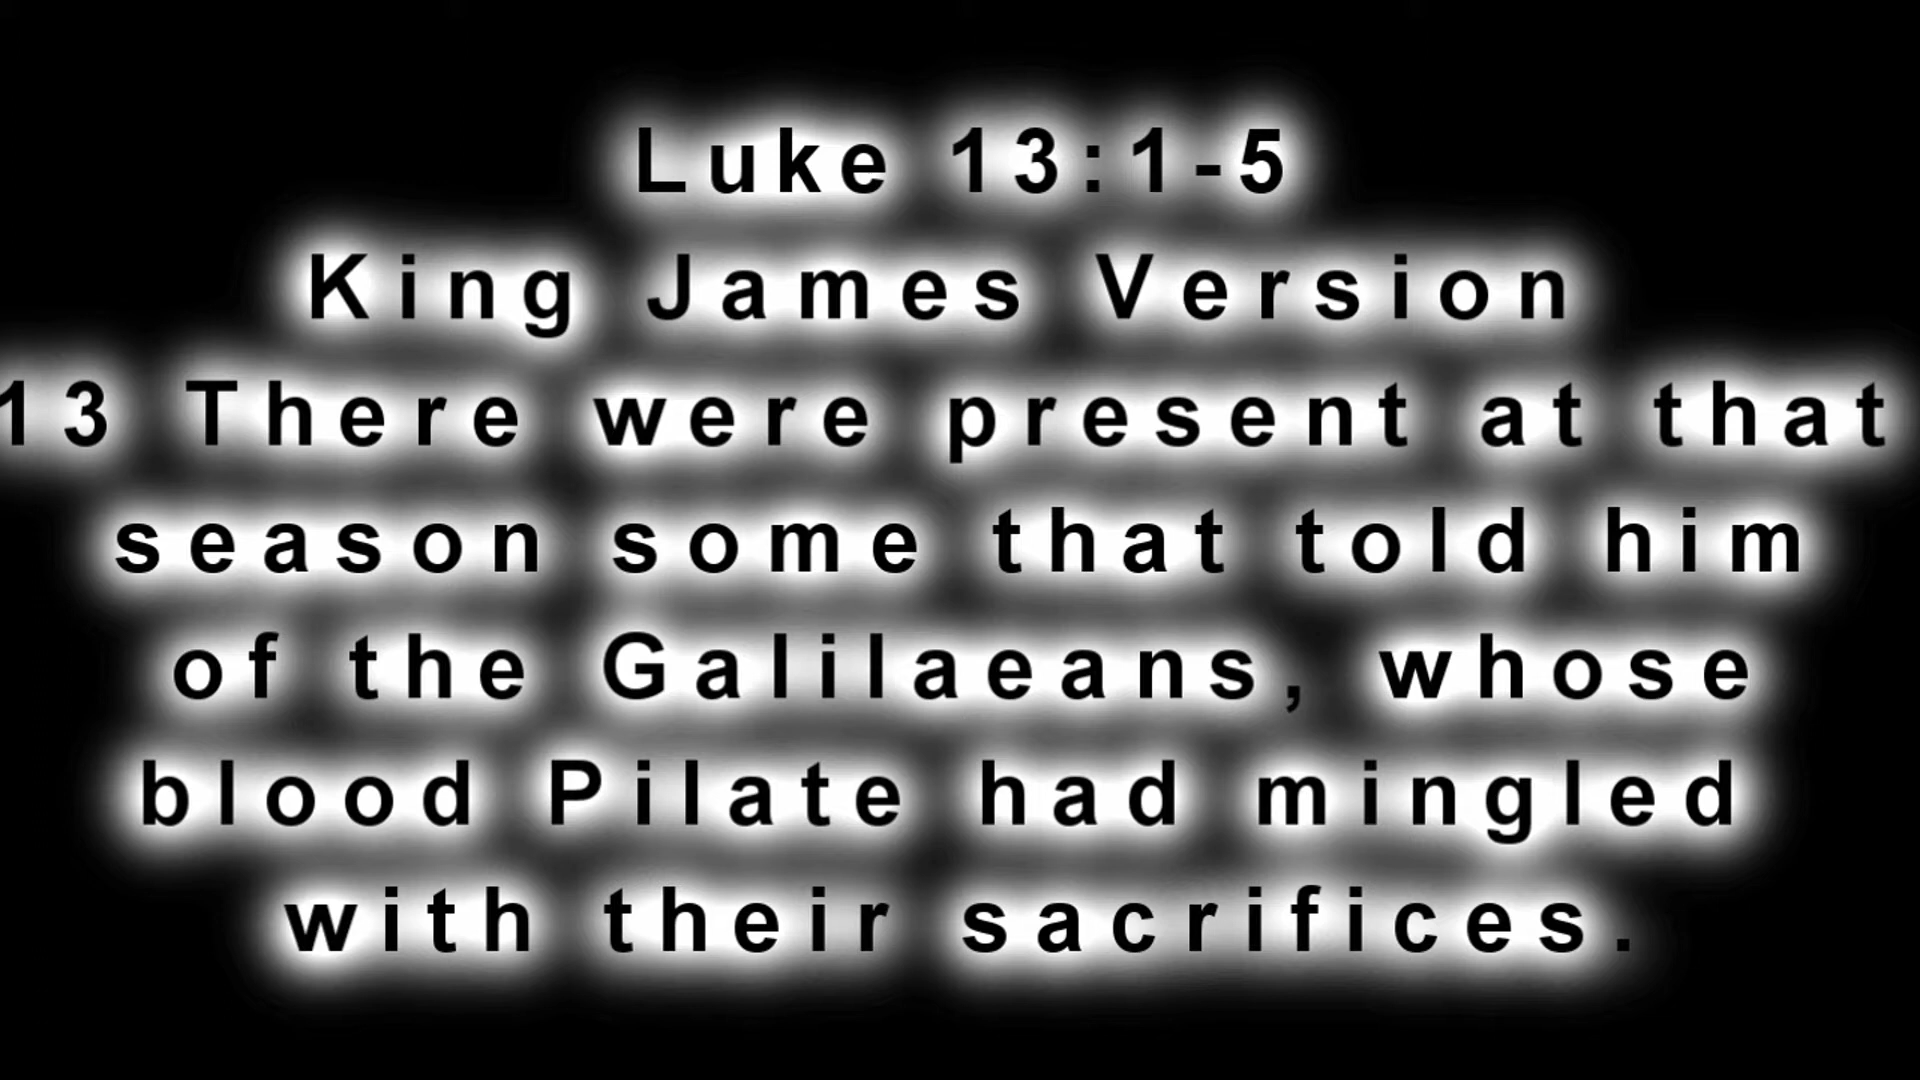 Luke 13:1-5
King James Version
13 There were present at that
season some that told him
of the Galilaeans, whose
blood Pilate had mingled
with their sacrifices.